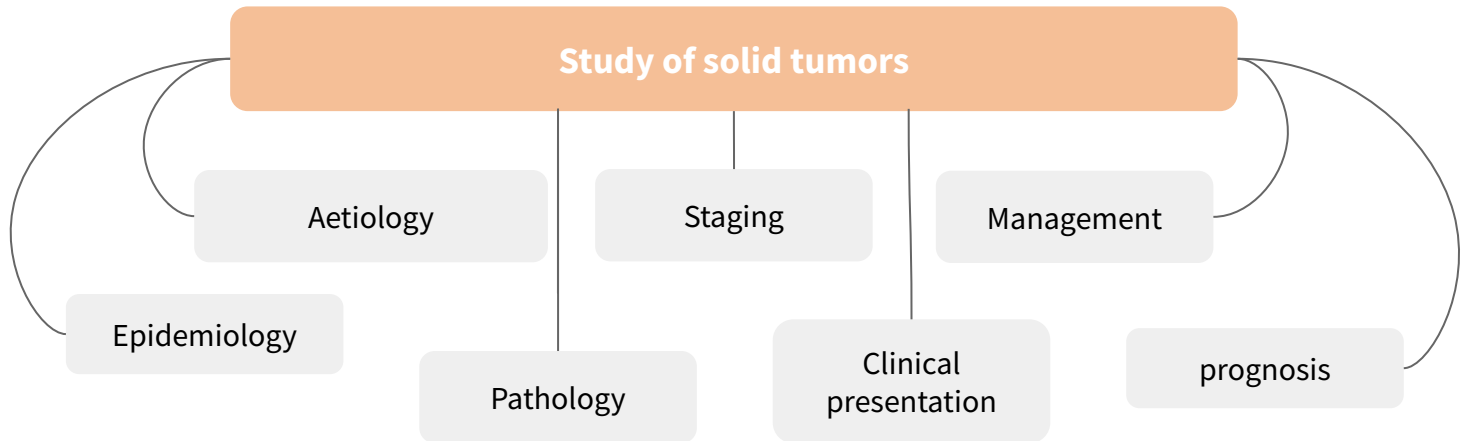 Study of solid tumors
Aetiology
Staging
Management
Epidemiology
Pathology
Clinical
presentation
prognosis